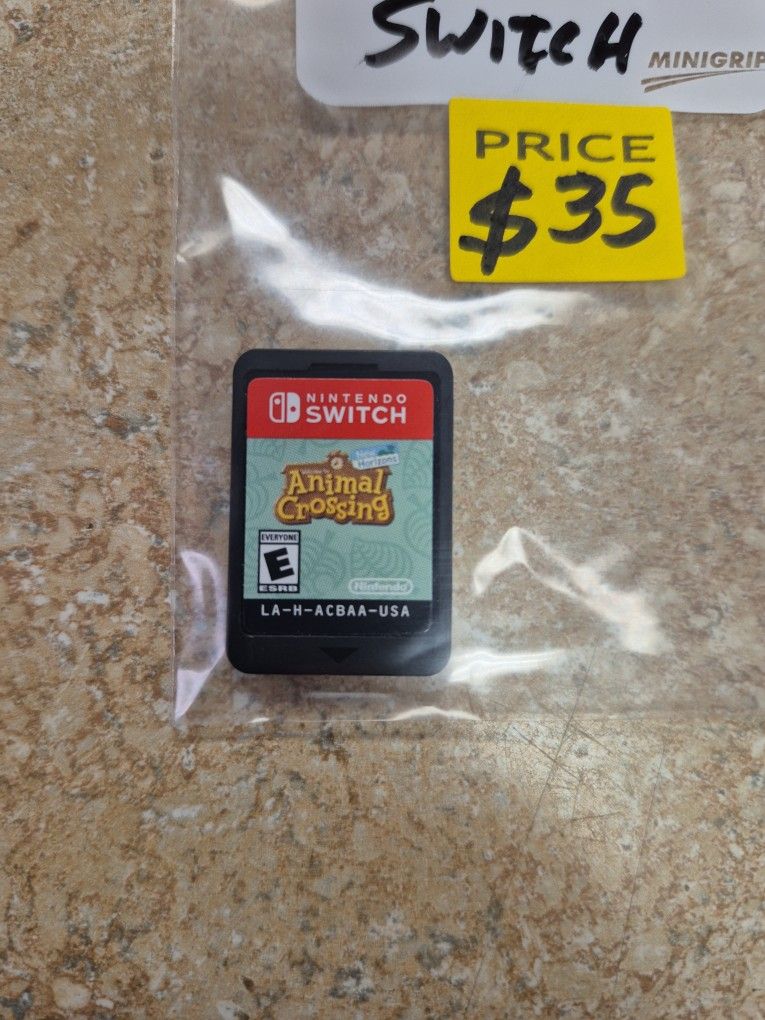 SWITCH
MINIGRIP
PRICE
$35
NINTENDO
SWITCH
New
Horizons
Animal
Crossing
EVERYONE
E
ESRB
Nintendo
LA-H-ACBAA-USA